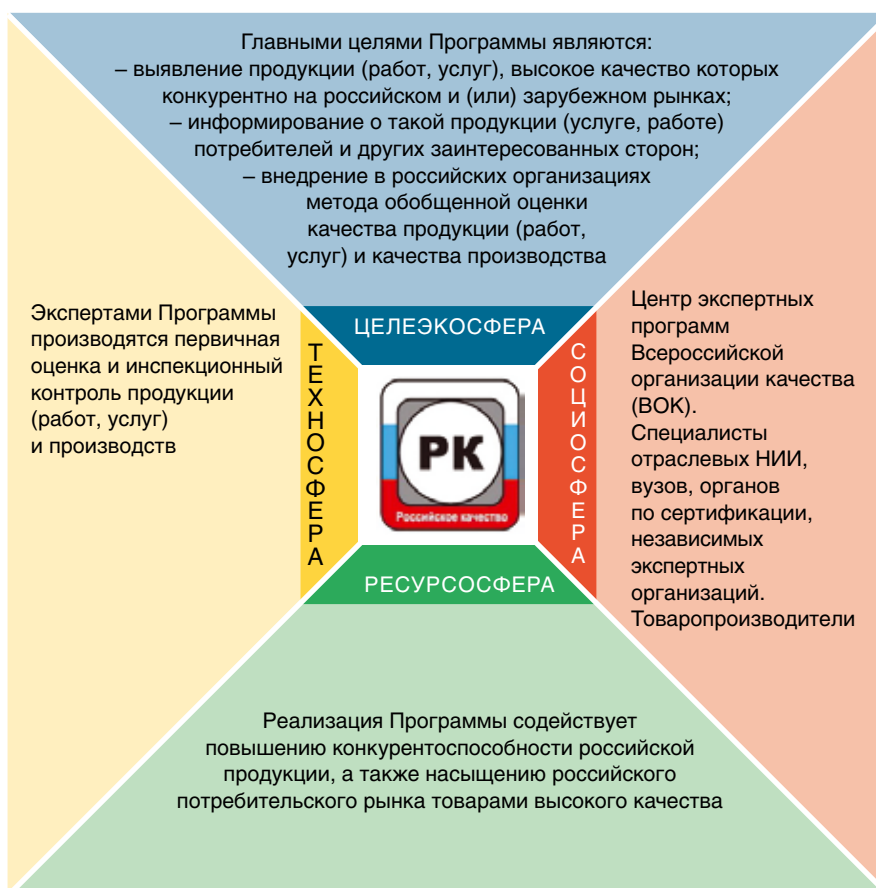 Главными целями Программы являются:
– выявление продукции (работ, услуг), высокое качество которых
конкурентно на российском и (или) зарубежном рынках;
– информирование о такой продукции (услуге, работе)
потребителей и других заинтересованных сторон;
– внедрение в российских организациях
метода обобщенной оценки
качества продукции (работ,
услуг) и качества производства
ЦЕЛЕЭКОСФЕРА
Экспертами Программы
производятся первичная
оценка и инспекционный
контроль продукции
(работ, услуг)
и производств
ТЕХНОСФЕРА
РК
Российское качество
СОЦИОСФЕРА
Центр экспертных
программ
Всероссийской
организации качества
(ВОК).
Специалисты
отраслевых НИИ,
вузов, органов
по сертификации,
независимых
экспертных
организаций.
Товаропроизводители
РЕСУРСОСФЕРА
Реализация Программы содействует
повышению конкурентоспособности российской
продукции, а также насыщению российского
потребительского рынка товарами высокого качества